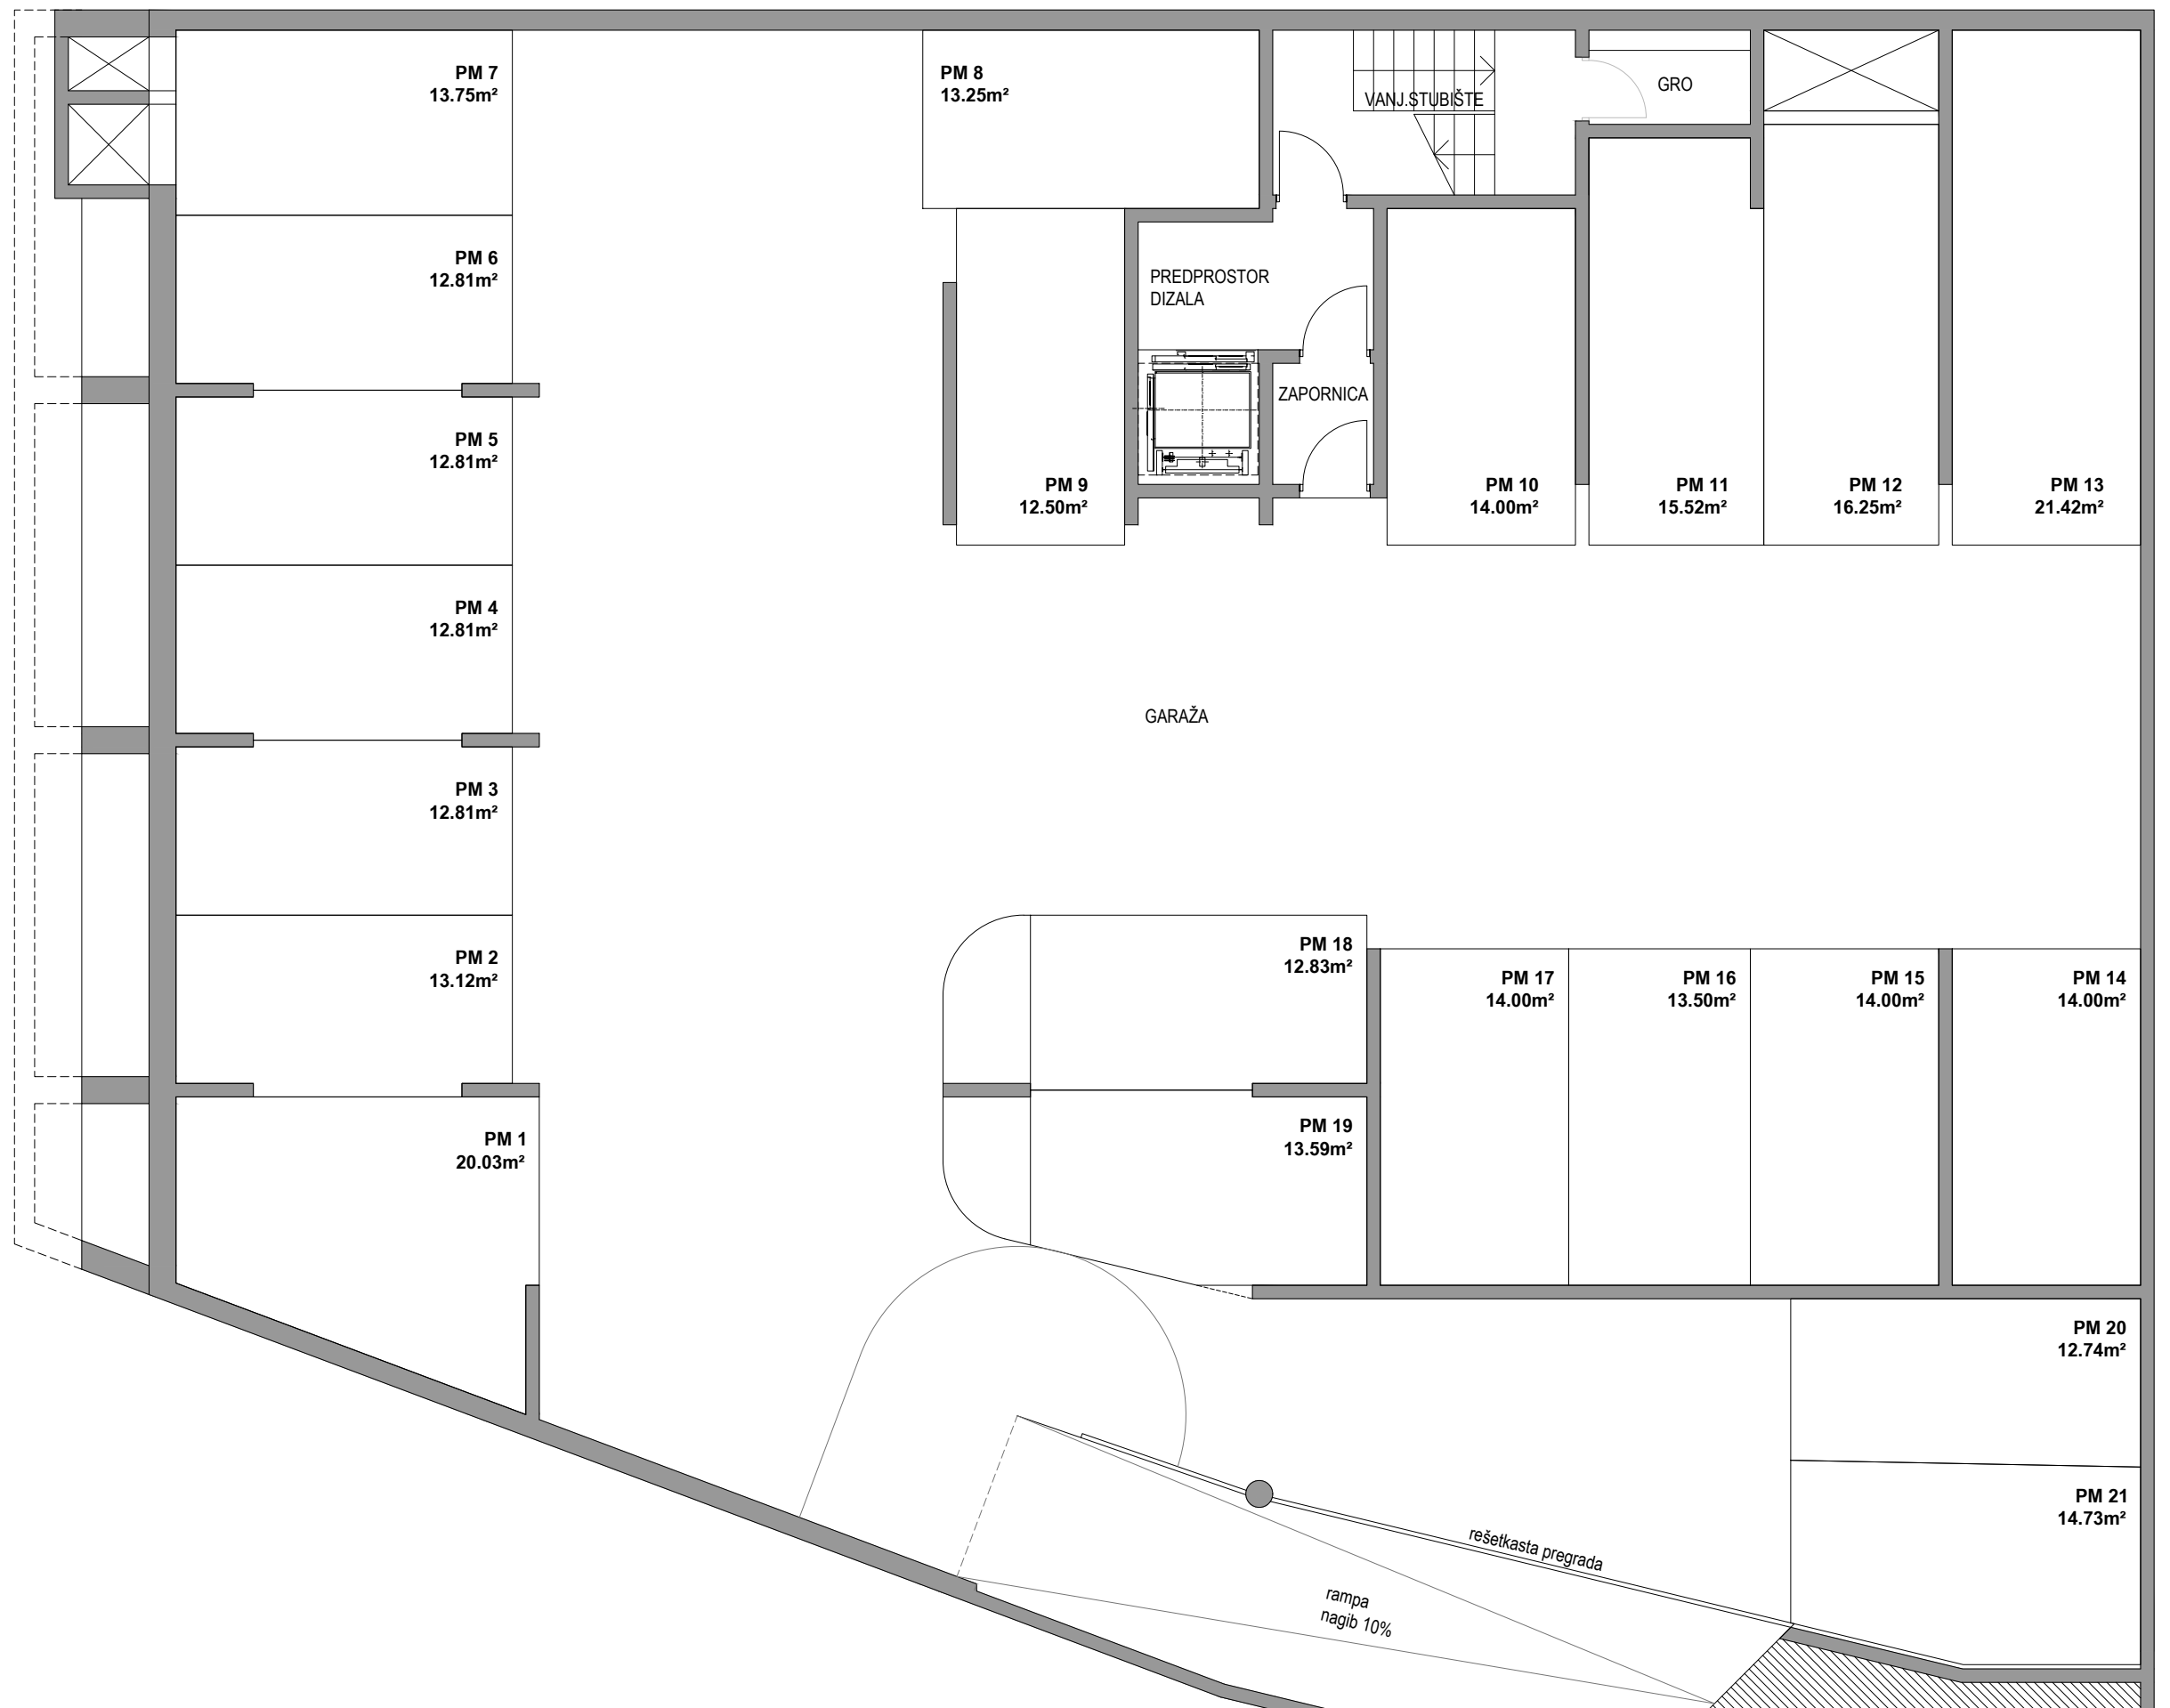 PM 7
13.75m²
PM 8
13.25m²
VANJ.STUBIŠTE
GRO
PM 6
12.81m²
PREDPROSTOR
DIZALA
ZAPORNICA
PM 5
12.81m²
PM 9
12.50m²
PM 10
14.00m²
PM 11
15.52m²
PM 12
16.25m²
PM 13
21.42m²
PM 4
12.81m²
GARAŽA
PM 3
12.81m²
PM 2
13.12m²
PM 18
12.83m²
PM 17
14.00m²
PM 16
13.50m²
PM 15
14.00m²
PM 14
14.00m²
PM 1
20.03m²
PM 19
13.59m²
PM 20
12.74m²
PM 21
14.73m²
rešetkasta pregrada
rampa
nagib 10%